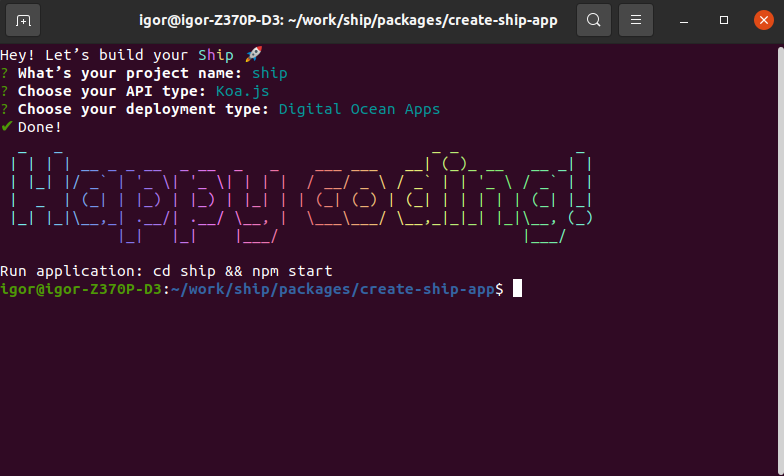 igor@igor-Z370P-D3: ~/work/ship/packages/create-ship-app
Hey! Let’s build your Ship 🚀
? What’s your project name: ship
? Choose your API type: Koa.js
? Choose your deployment type: Digital Ocean Apps
✔ Done!
Happy coding!
Run application: cd ship && npm start
igor@igor-Z370P-D3:~/work/ship/packages/create-ship-app$